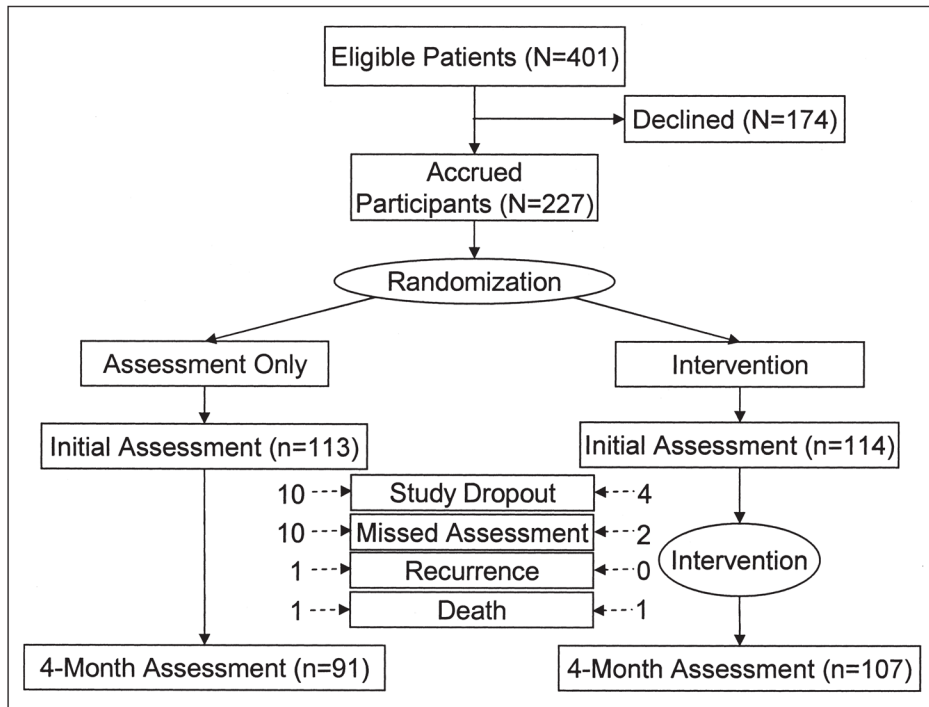 Eligible Patients (N=401)
Declined (N=174)
Accrued
Participants (N=227)
Randomization
Assessment Only
Intervention
Initial Assessment (n=113)
Initial Assessment (n=114)
10 Study Dropout 4
10 Missed Assessment 2
1 Recurrence 0
1 Death 1
Intervention
4-Month Assessment (n=91)
4-Month Assessment (n=107)